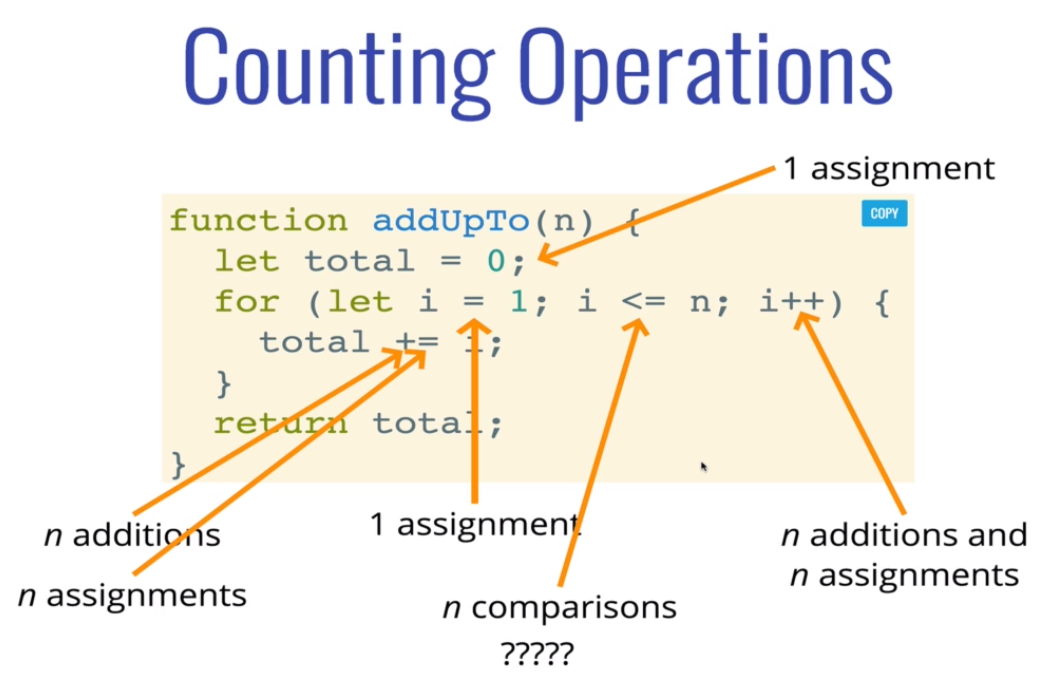 Counting Operations
1 assignment
COPY
function addUpTo(n) {
let total = 0;
for (let i = 1; i <= n; i++) {
total += i;
}
return total;
}
n additions
1 assignment
n additions and
n assignments
n assignments
n comparisons
?????